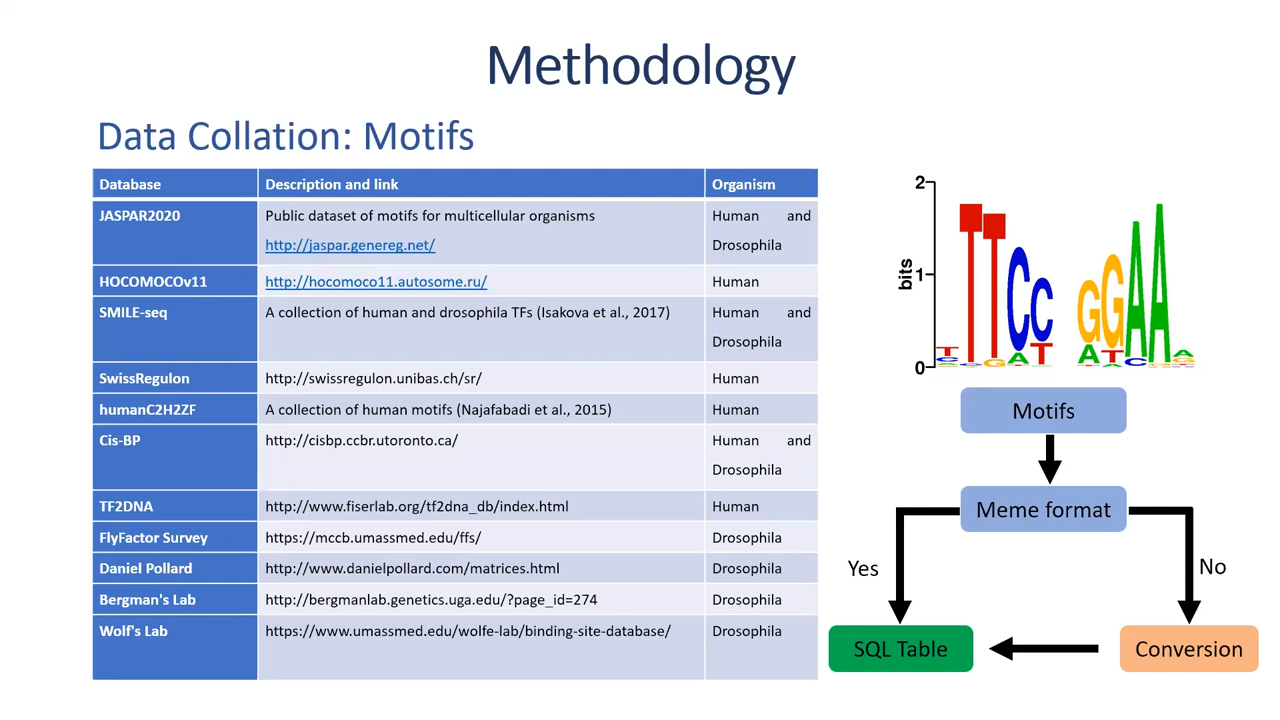 Methodology
Data Collation: Motifs
Database Description and link Organism
JASPAR2020 Public dataset of motifs for multicellular organisms Human and
http://jaspar.genereg.net/ Drosophila
HOCOMOCOv11 http://hocomoco11.autosome.ru/ Human
SMILE-seq A collection of human and drosophila TFs (Isakova et al., 2017) Human and
Drosophila
SwissRegulon http://swissregulon.unibas.ch/sr/ Human
humanC2H2ZF A collection of human motifs (Najafabadi et al., 2015) Human
Cis-BP http://cisbp.ccbr.utoronto.ca/ Human and
Drosophila
TF2DNA http://www.fiserlab.org/tf2dna_db/index.html Human
FlyFactor Survey https://mccb.umassmed.edu/ffs/ Drosophila
Daniel Pollard http://www.danielpollard.com/matrices.html Drosophila
Bergman's Lab http://bergmanlab.genetics.uga.edu/?page_id=274 Drosophila
Wolf's Lab https://www.umassmed.edu/wolfe-lab/binding-site-database/ Drosophila
2
1
0
bits
TTCC GGAA
Motifs
Meme format
Yes
No
SQL Table
Conversion